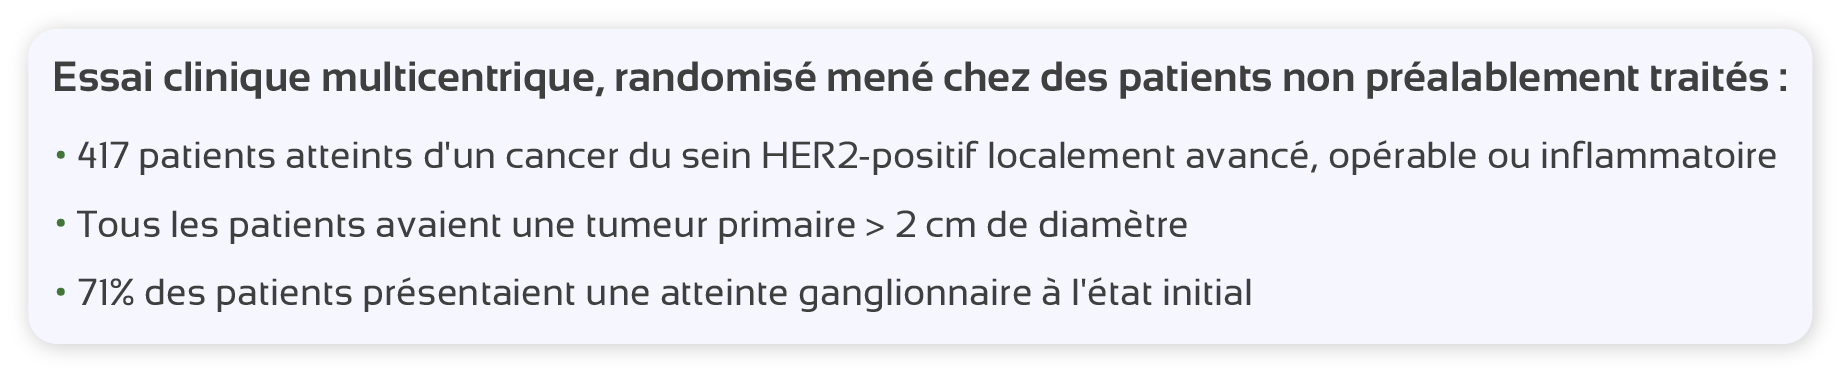 Essai clinique multicentrique, randomisé mené chez des patients non préalablement traités :
• 417 patients atteints d'un cancer du sein HER2-positif localement avancé, opérable ou inflammatoire
• Tous les patients avaient une tumeur primaire > 2 cm de diamètre
• 71% des patients présentaient une atteinte ganglionnaire à l'état initial